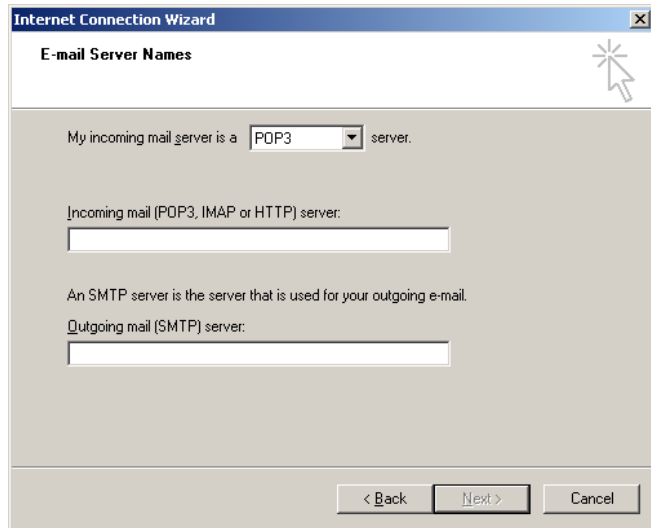 Internet Connection Wizard
E-mail Server Names
My incoming mail server is a POP3 server.
Incoming mail (POP3, IMAP or HTTP) server:
An SMTP server is the server that is used for your outgoing e-mail.
Outgoing mail (SMTP) server:
< Back Next > Cancel